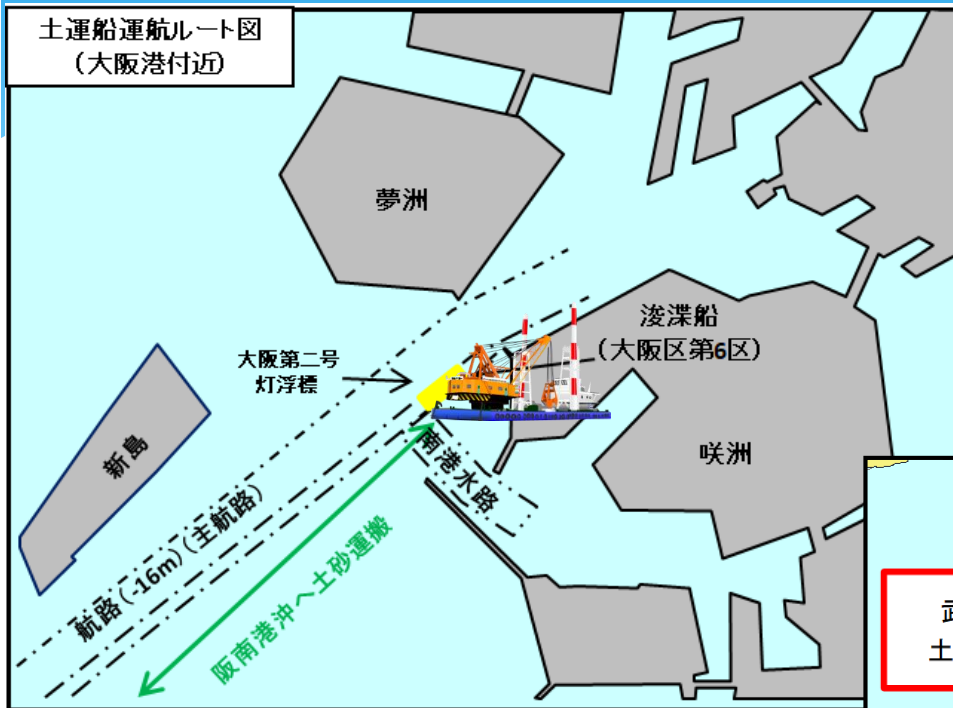 土運船運航ルート図
（大阪港付近）
夢洲
浚渫船
（大阪区第6区）
大阪第二号
灯浮標
新島
咲洲
南港水路
航路(-16m)(主航路)
阪南港沖へ土砂運搬
武
土